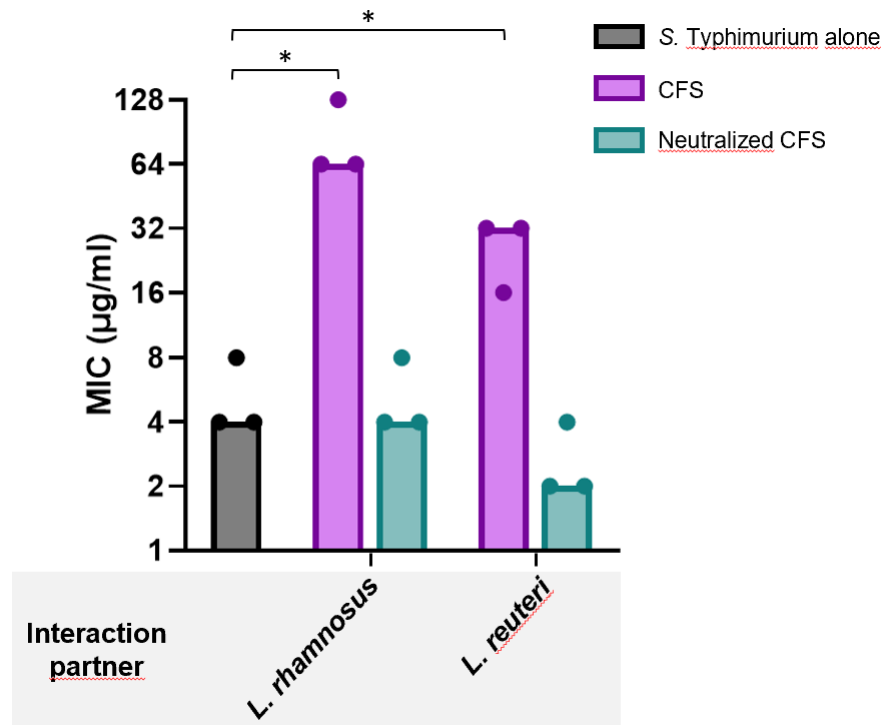 *
*
S. Typhimurium alone
CFS
Neutralized CFS
128
64
32
16
8
4
2
1
MIC (µg/ml)
Interaction
partner
L. rhamnosus
L. reuteri